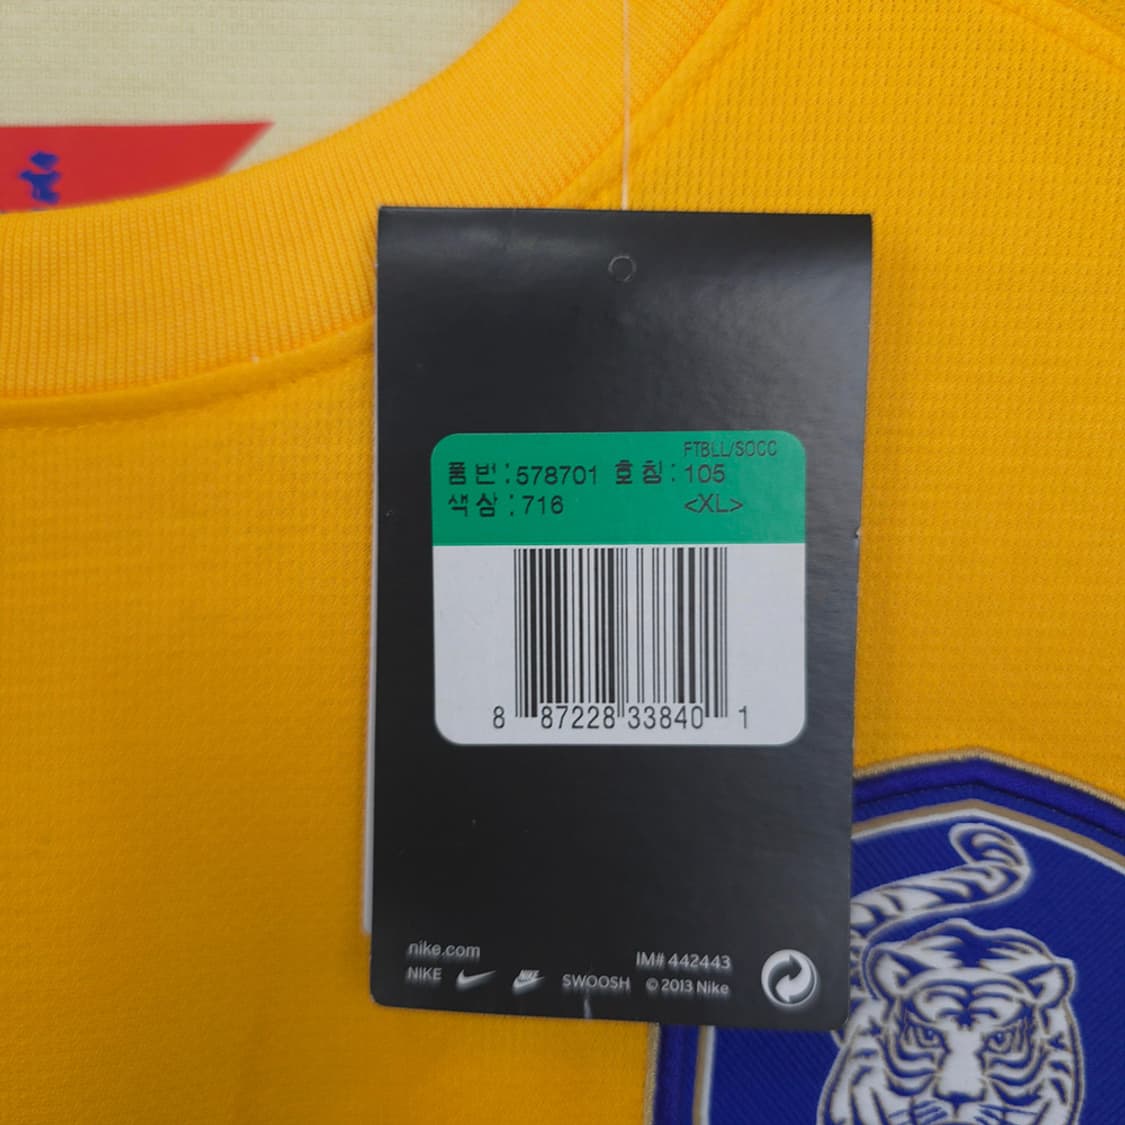 FTBLL/SOCC
품 번 : 578701 호 칭 : 105
색 상 : 716 <XL>
8 87228 33840 1
nike.com
IM# 442443
NIKE NIKE SWOOSH © 2013 Nike